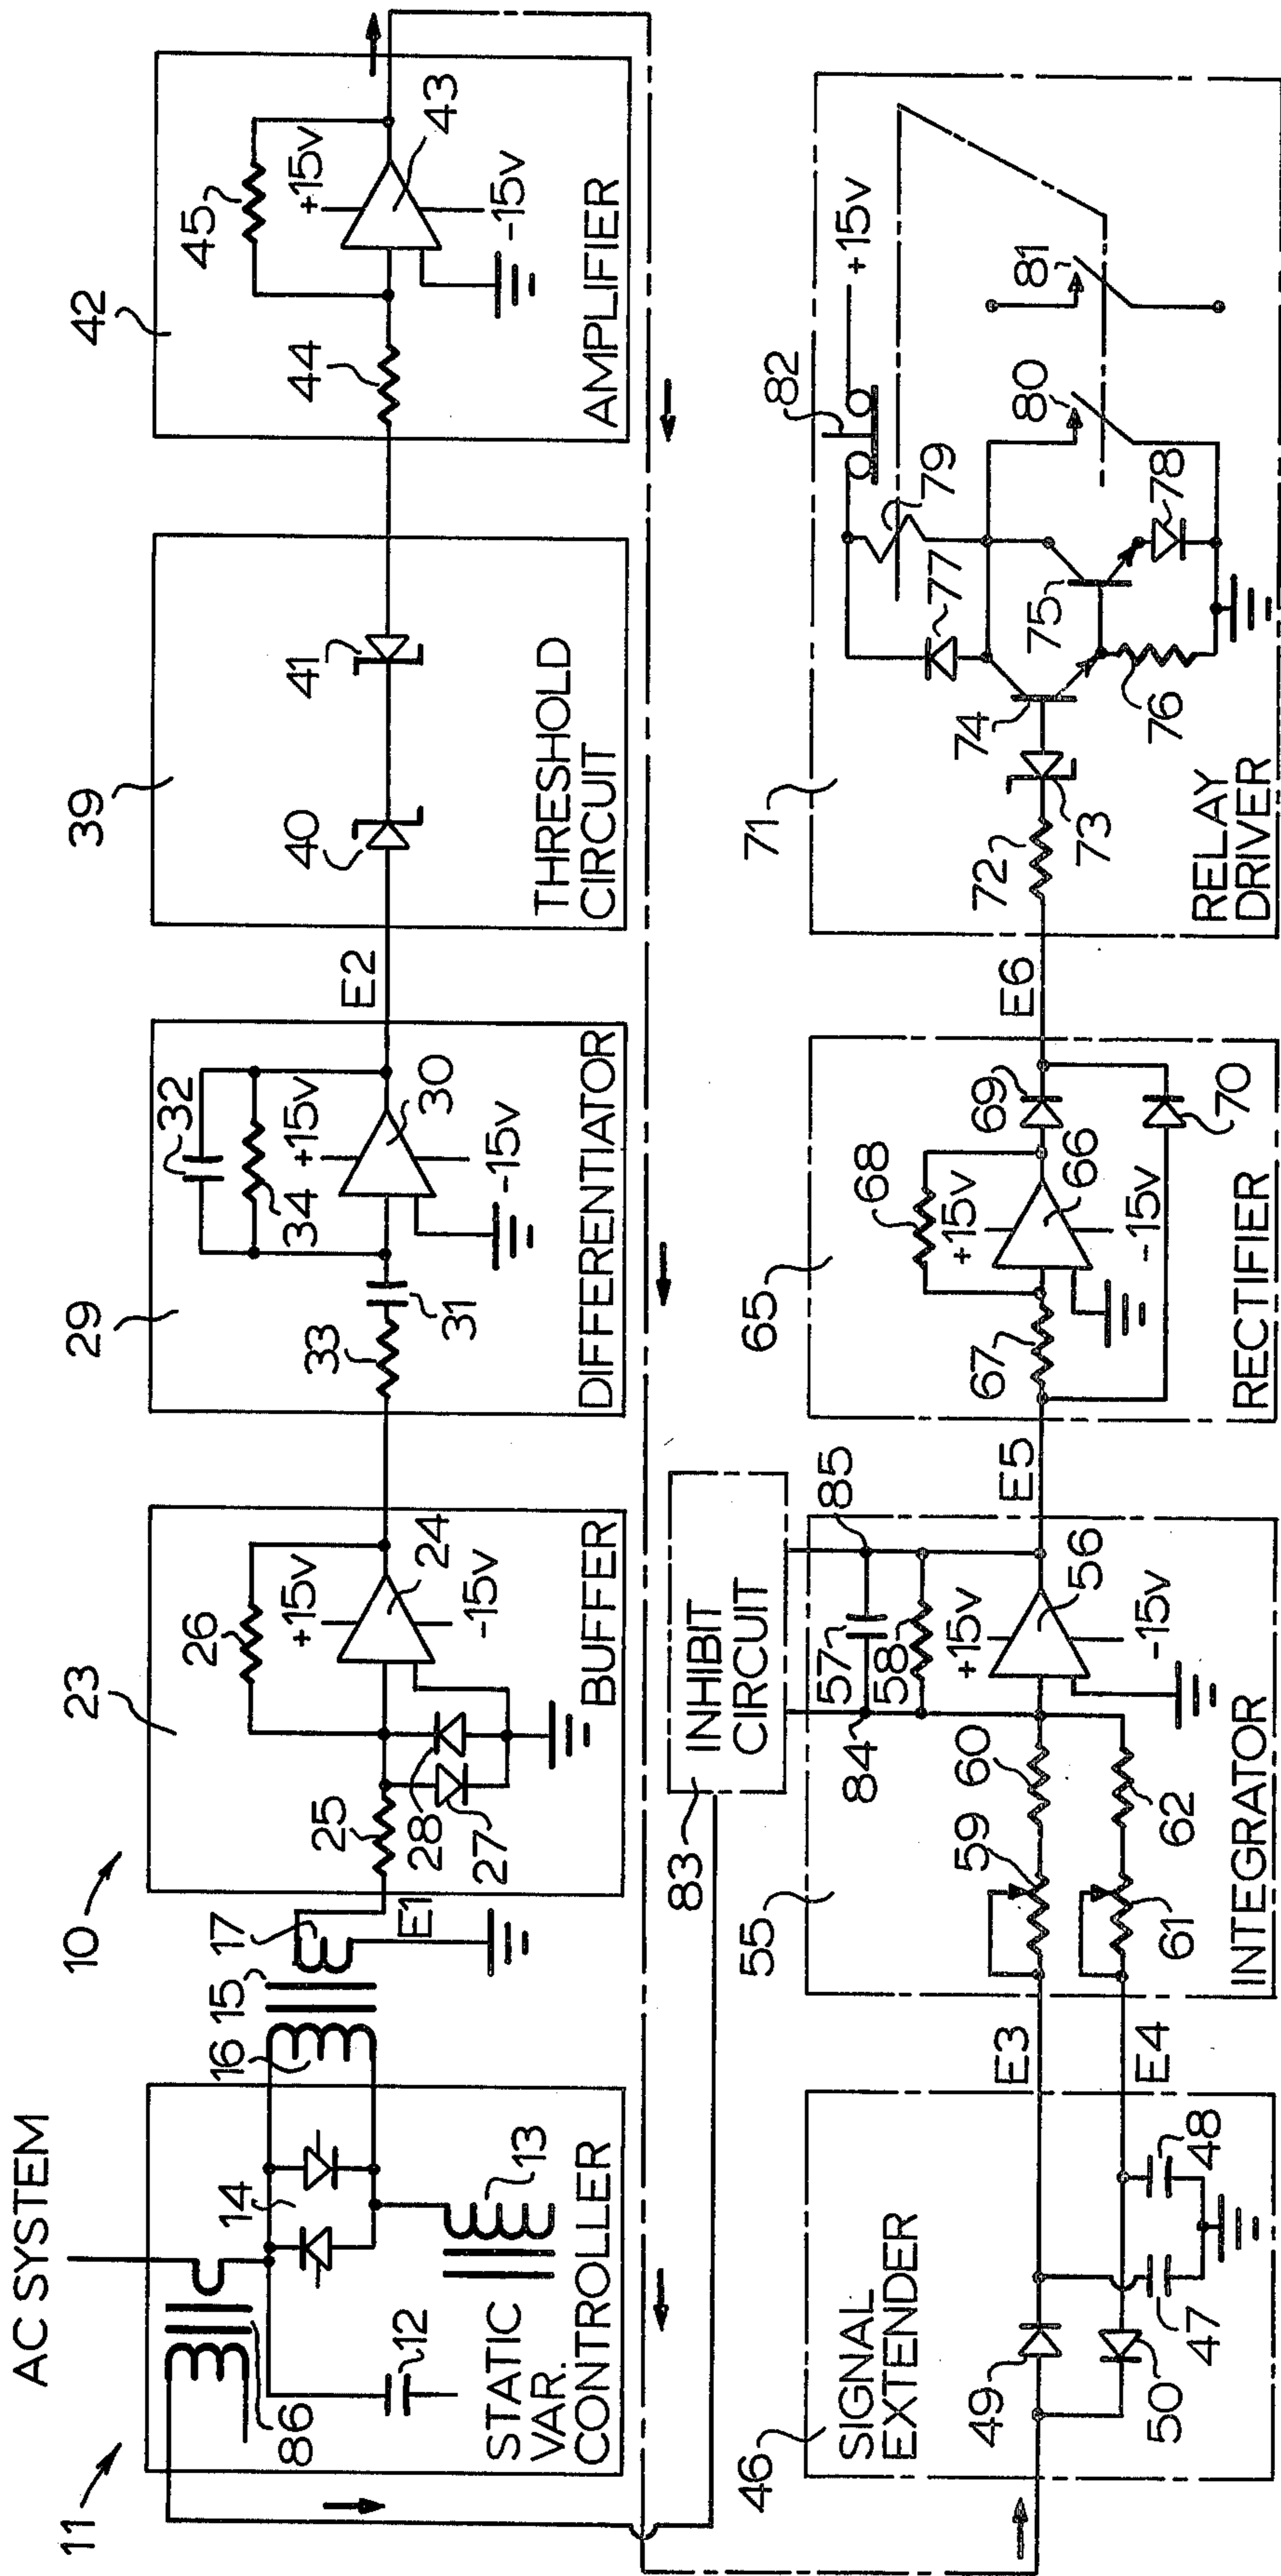 AC SYSTEM
11
10
23
29
39
42
86
14
16
15
17
E1
25
26
+15v
28
27
24
-15v
BUFFER
12
13
STATIC
VAR.
CONTROLLER
33
31
32
34
+15v
30
-15v
DIFFERENTIATOR
E2
40
41
THRESHOLD
CIRCUIT
44
45
+15v
43
-15v
AMPLIFIER
83
INHIBIT
CIRCUIT
46
SIGNAL
EXTENDER
49
50
47
48
E3
E4
55
84
85
57
58
59
60
61
62
+15v
56
-15v
INTEGRATOR
E5
65
67
68
+15v
66
-15v
69
70
RECTIFIER
E6
71
72
73
74
75
76
77
78
79
82
+15v
80
81
RELAY
DRIVER